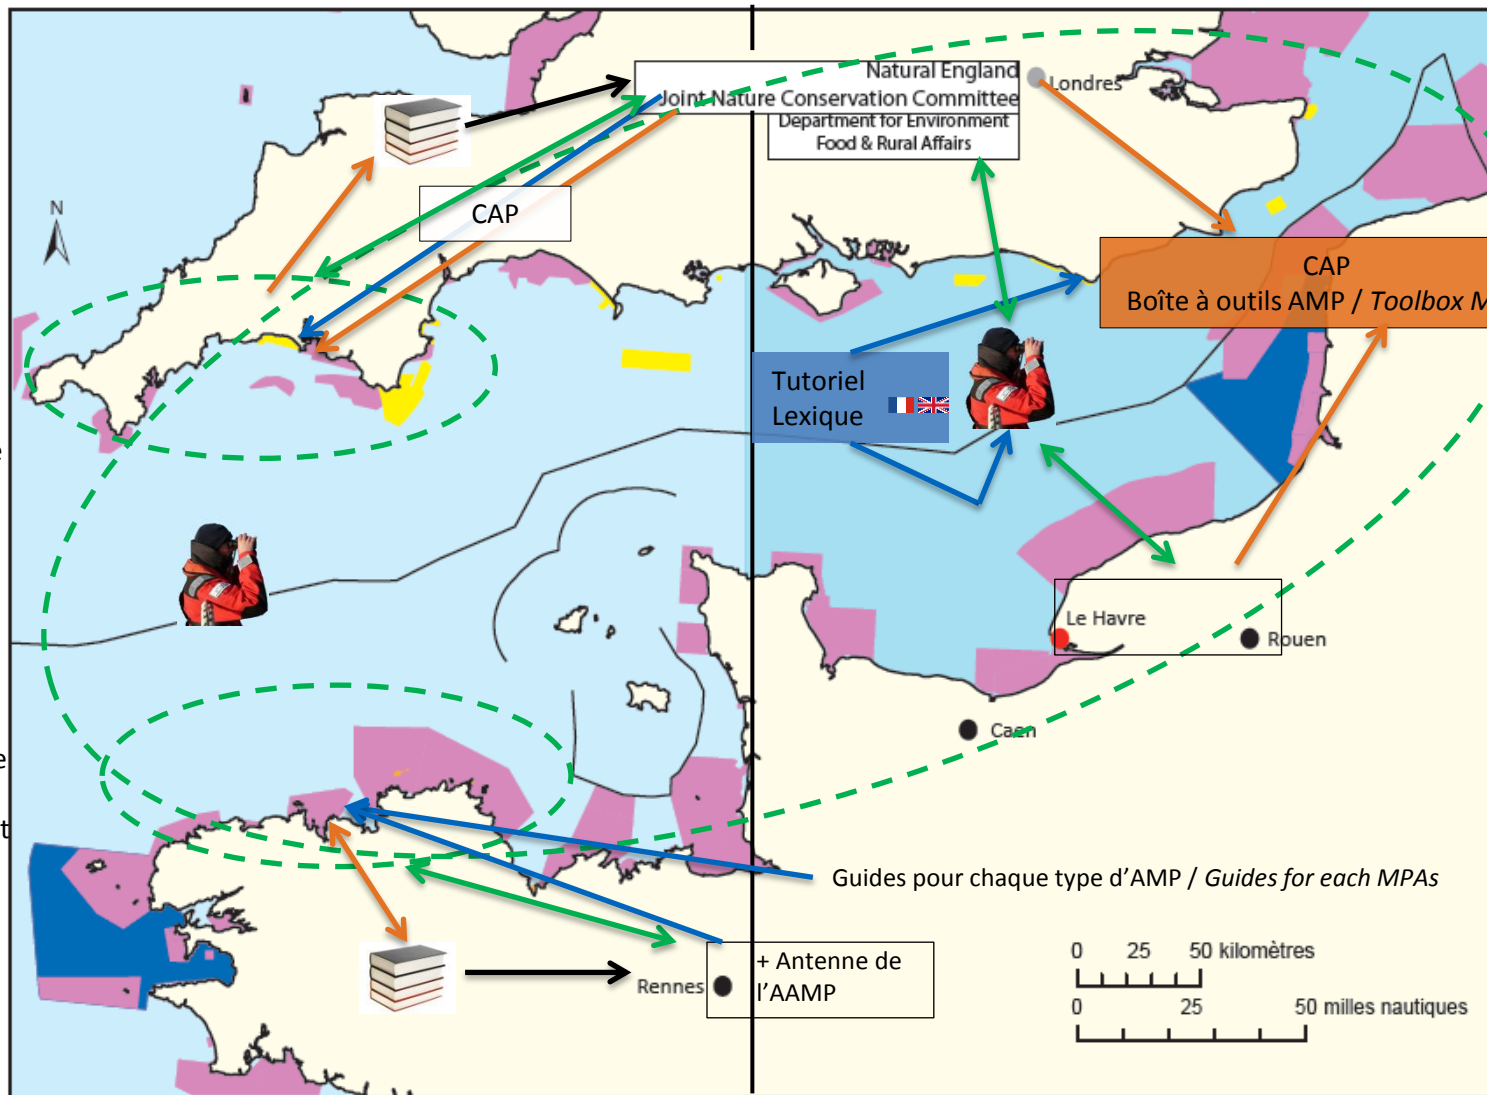 Natural England
Joint Nature Conservation Committee
Department for Environment
Food & Rural Affairs
Londres
N
CAP
CAP
Boîte à outils AMP / Toolbox M
Tutoriel
Lexique
e
Le Havre
Rouen
Caen
e
t
Guides pour chaque type d’AMP / Guides for each MPAs
+ Antenne de
l’AAMP
Rennes
0 25 50 kilomètres
0 25 50 milles nautiques